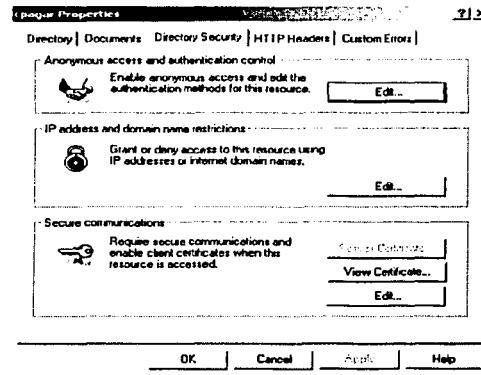 cpagar Properties ? X
Directory Documents Directory Security HTTP Headers Custom Errors
Anonymous access and authentication control
Enable anonymous access and edit the
authentication methods for this resource.
Edit...
IP address and domain name restrictions
Grant or deny access to this resource using
IP addresses or internet domain names.
Edit...
Secure communications
Require secure communications and
enable client certificates when this
resource is accessed.
Server Certificate...
View Certificate...
Edit...
OK Cancel Apply Help